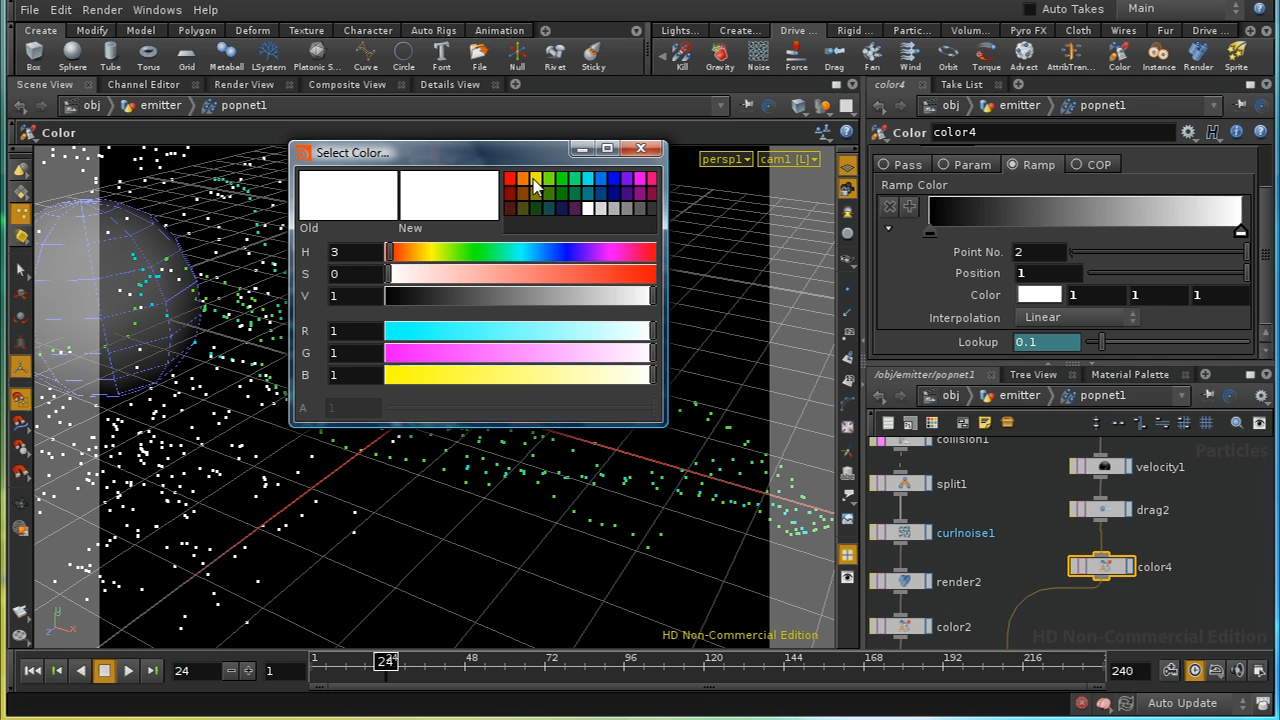 File Edit Render Windows Help
Auto Takes Main
Create Modify Model Polygon Deform Texture Character Auto Rigs Animation
Lights... Create... Drive ... Rigid ... Partic... Volum... Pyro FX Cloth Wires Fur Drive ...
Box Sphere Tube Torus Grid Metaball LSystem Platonic S... Curve Circle Font File Null Rivet Sticky
Kill Gravity Noise Force Drag Fan Wind Orbit Torque AttribTran... Color Instance Render Advect Sprite
Scene View Channel Editor Render View Composite View Details View
color4 Take List
obj emitter popnet1
obj emitter popnet1
Color
Color color4
Select Color...
persp1 cam1 [L]
Pass Param Ramp COP
Ramp Color
Old New
H 3
S 0
V 1
R 1
G 1
B 1
A 1
Point No. 2
Position 1
Color 1 1 1
Interpolation Linear
Lookup 0.1
/obj/emitter/popnet1 Tree View Material Palette
obj emitter popnet1
Particles
collision1
velocity1
split1
drag2
curlnoise1
color4
render2
color2
HD Non-Commercial Edition
HD Non-Commercial Edition
24 1
1 24 48 72 96 120 144 168 192 216
24
240
Auto Update